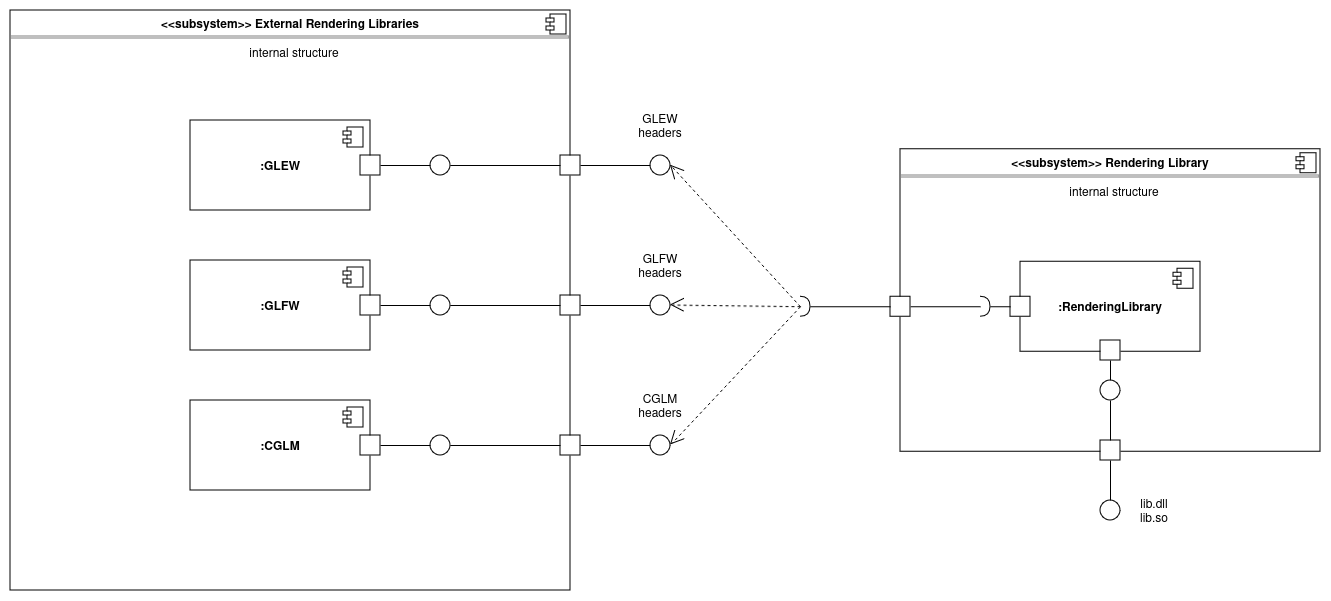 <<subsystem>> External Rendering Libraries
internal structure
:GLEW
:GLFW
:CGLM
GLEW
headers
GLFW
headers
CGLM
headers
<<subsystem>> Rendering Library
internal structure
:RenderingLibrary
lib.dll
lib.so